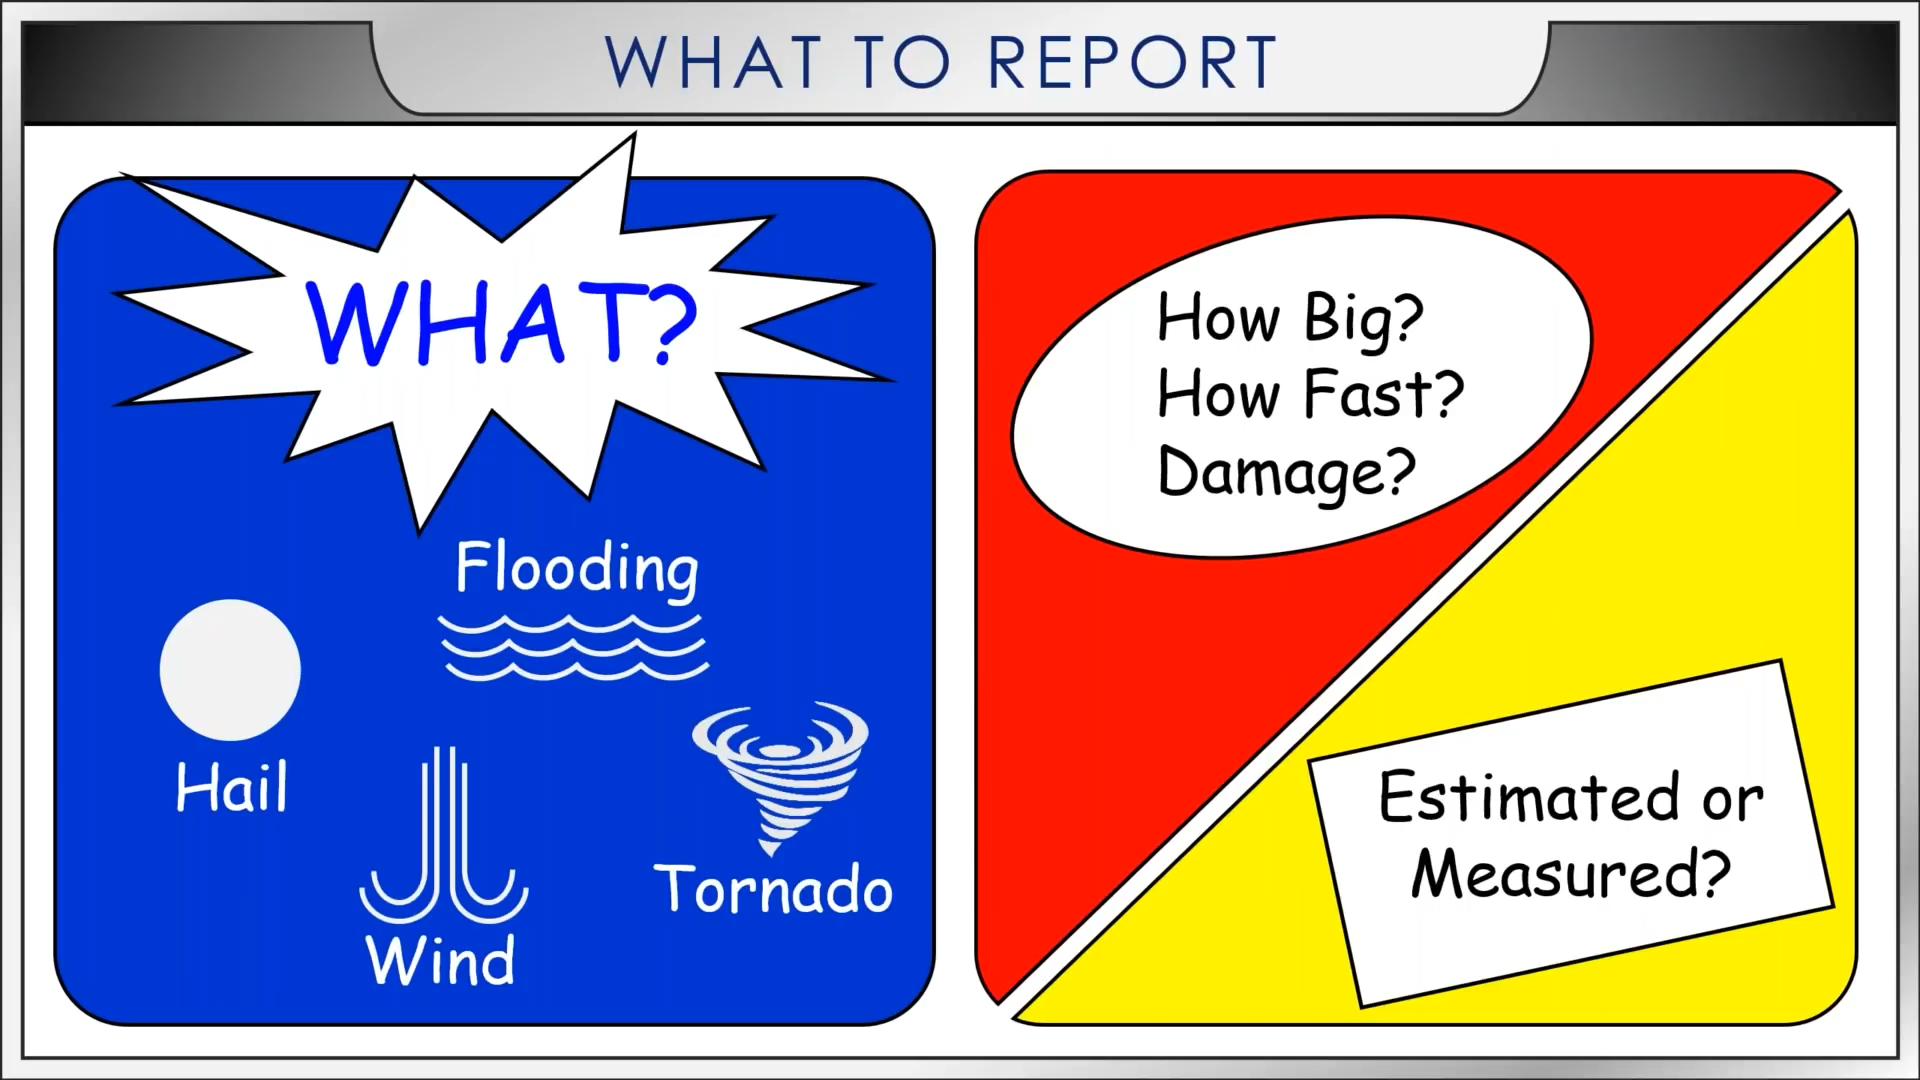 WHAT TO REPORT
WHAT?
Flooding
Hail
Tornado
Wind
How Big?
How Fast?
Damage?
Estimated or
Measured?